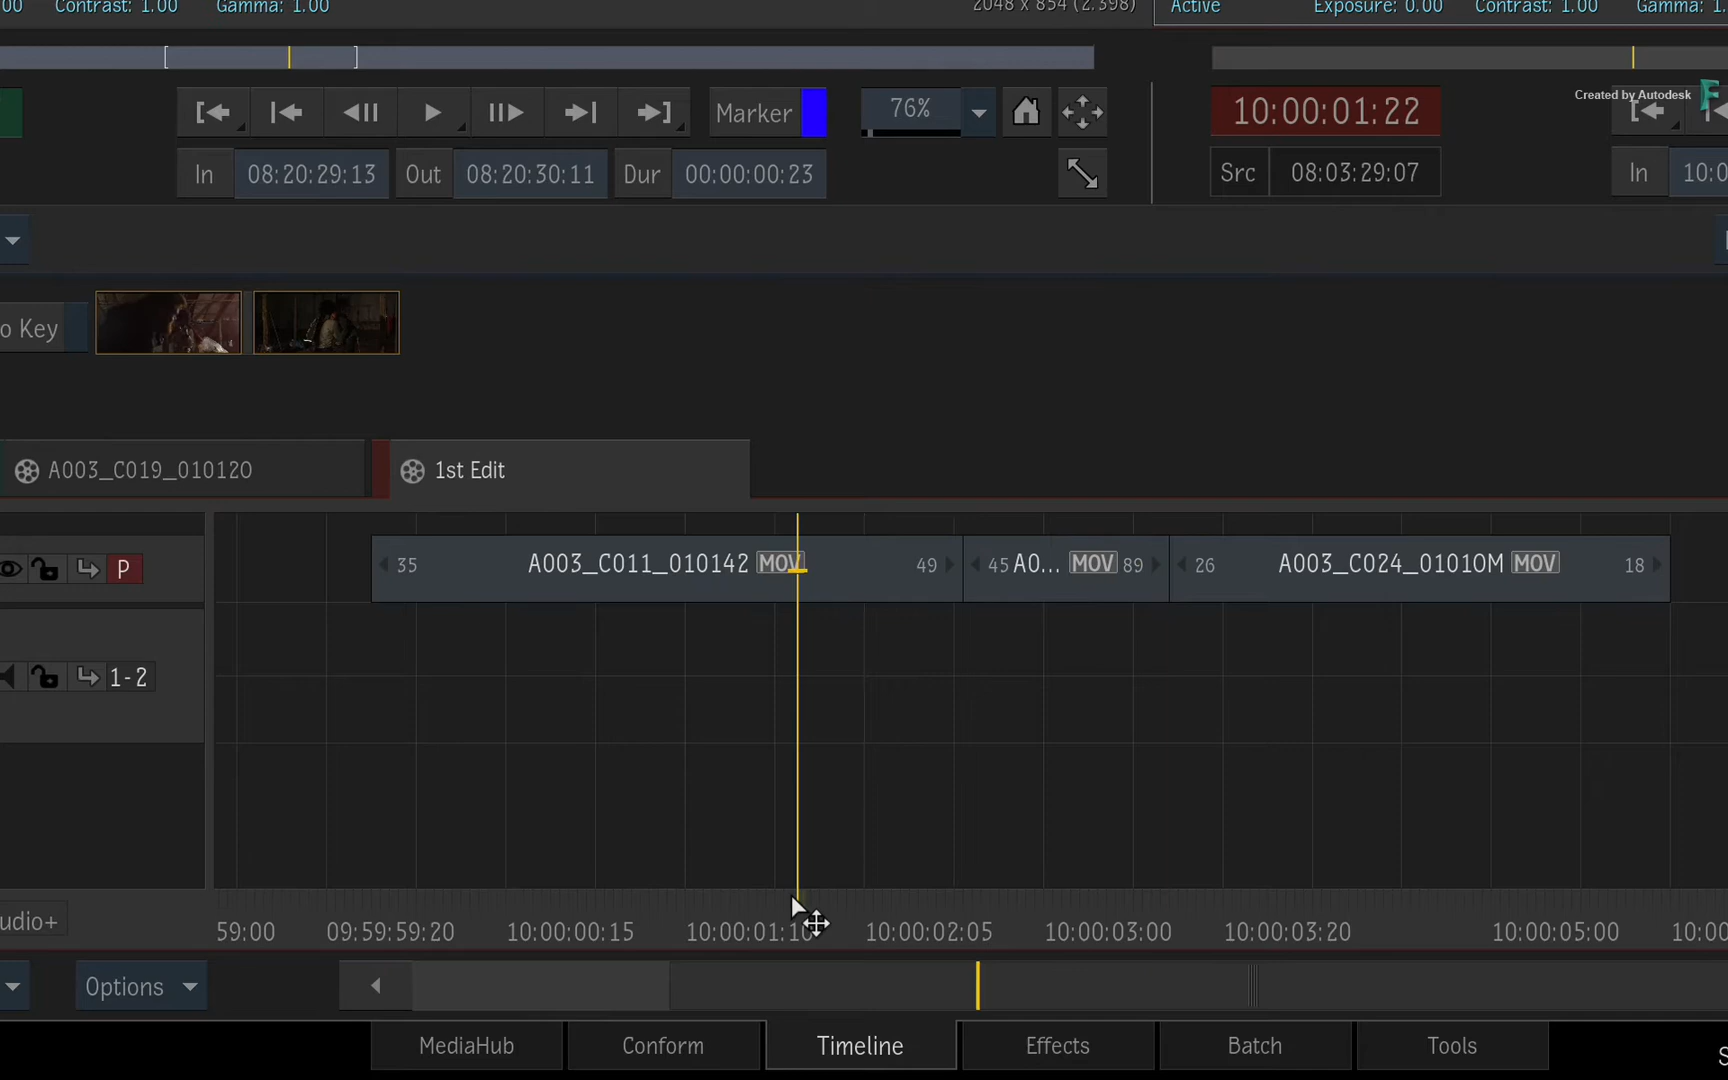 00 Contrast: 1.00 Gamma: 1.00 2048 x 854 (2.398) Active Exposure: 0.00 Contrast: 1.00 Gamma: 1.
Marker 76% 10:00:01:22 Created by Autodesk
In 08:20:29:13 Out 08:20:30:11 Dur 00:00:00:23 Src 08:03:29:07 In 10:0
o Key
A003_C019_010120 1st Edit
P 35 A003_C011_010142 MOV 49 45 A0... MOV 89 26 A003_C024_01010M MOV 18
1-2
udio+ 59:00 09:59:59:20 10:00:00:15 10:00:01:10 10:00:02:05 10:00:03:00 10:00:03:20 10:00:05:00 10:00
Options
MediaHub Conform Timeline Effects Batch Tools S